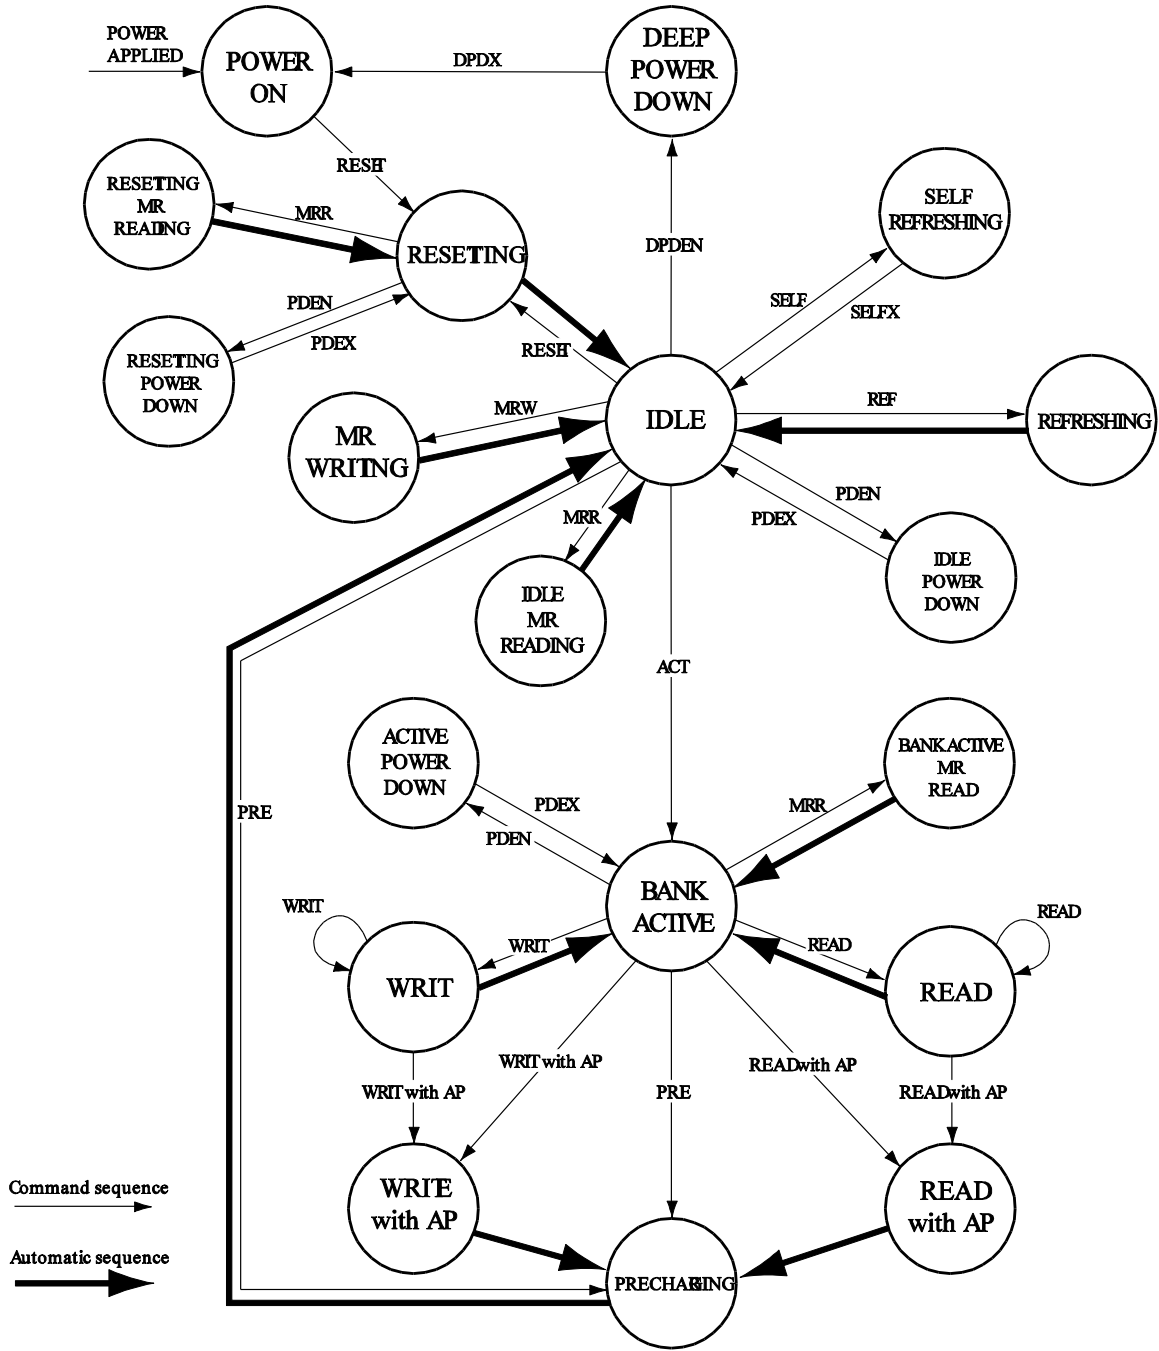 POWER
APPLIED
POWER
ON
DPDX
DEEP
POWER
DOWN
RESET
RESETTING
MR
READING
MRR
RESETTING
DPDEN
SELF
REFRESHING
SELF
SELFX
PDEN
PDEX
RESETTING
POWER
DOWN
RESET
MRW
MR
WRITING
IDLE
REF
REFRESHING
PDEN
PDEX
IDLE
POWER
DOWN
MRR
IDLE
MR
READING
ACT
ACTIVE
POWER
DOWN
PDEX
PDEN
BANK ACTIVE
MR
READ
MRR
PRE
BANK
ACTIVE
WRIT
WRIT
WRIT
READ
READ
READ
WRIT with AP
WRIT with AP
PRE
READ with AP
READ with AP
WRITE
with AP
READ
with AP
PRECHARGING
Command sequence
Automatic sequence